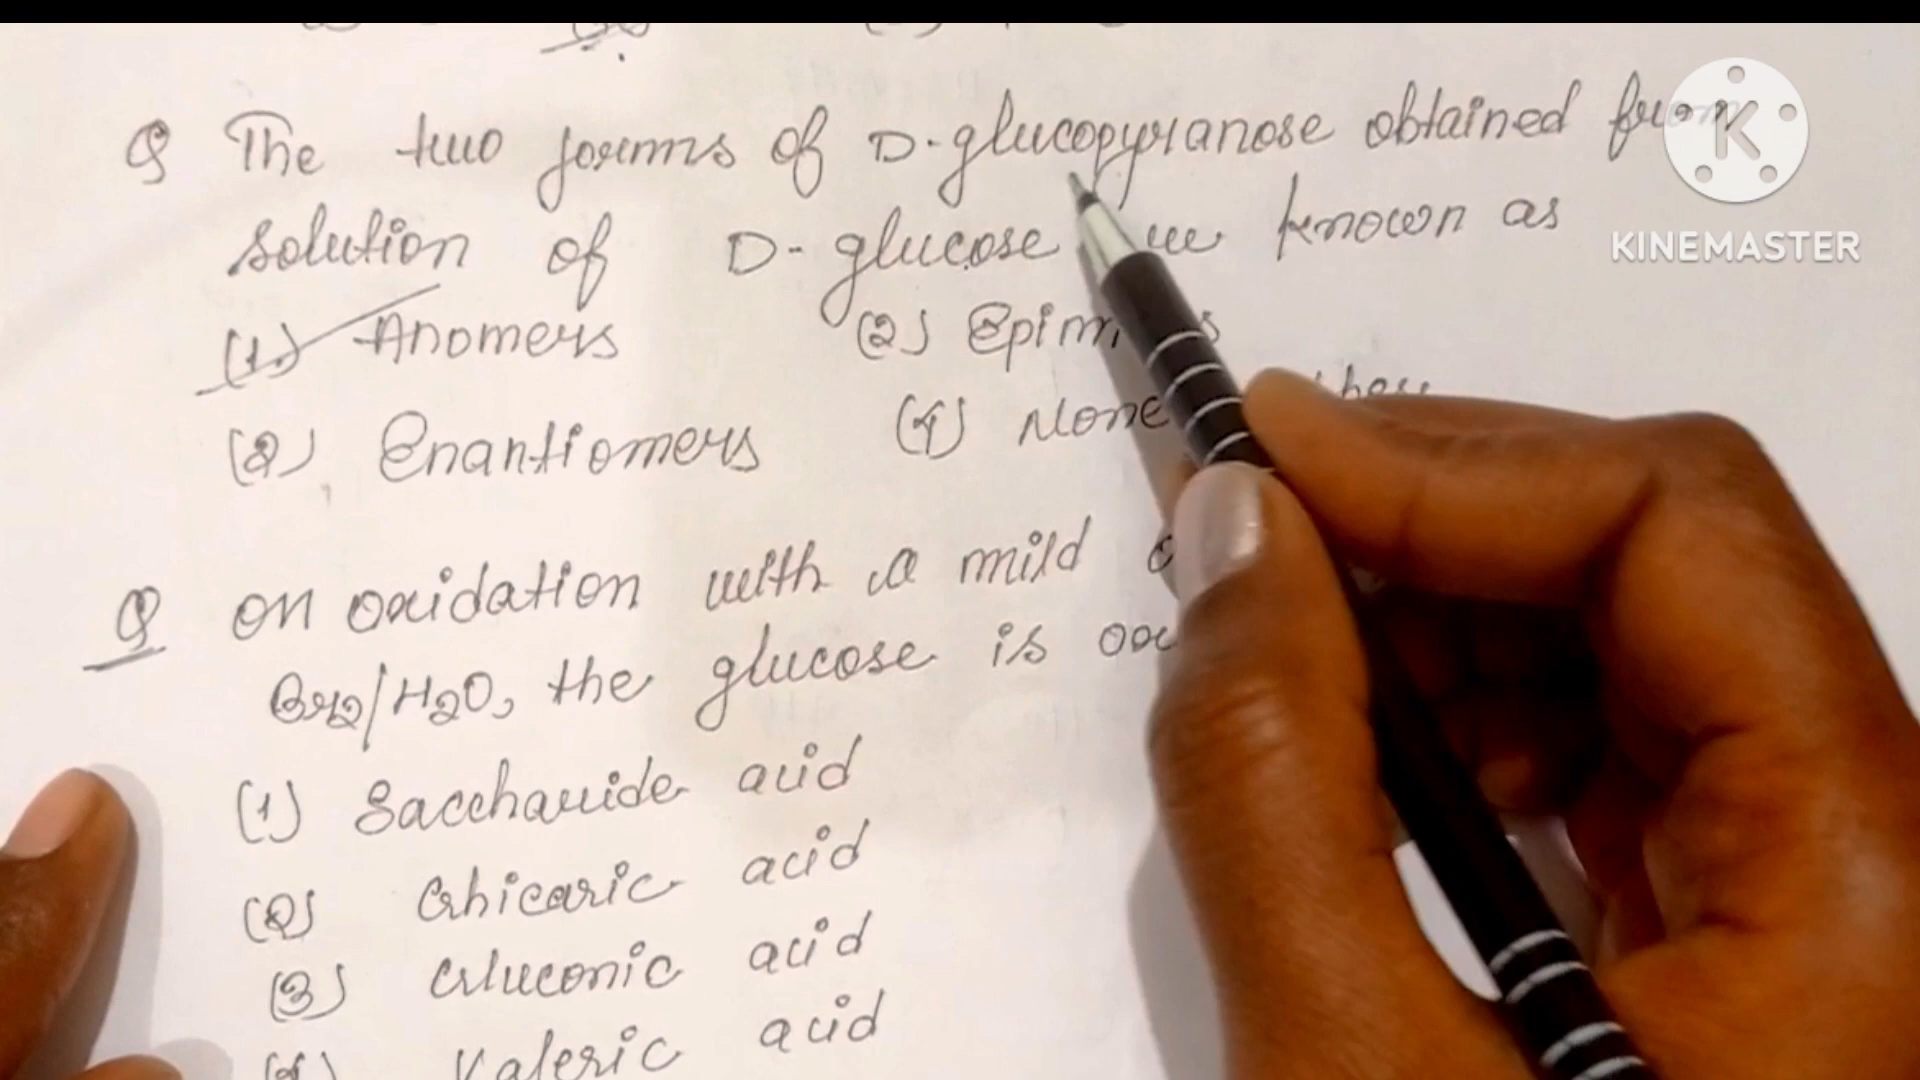 Q The two forms of D-glucopyranose obtained from
solution of D-glucose are known as
(1) Anomers (2) Epimers
(3) Enantiomers (4) None
Q on oxidation with a mild
Br2/H2O, the glucose is
(1) Saccharide acid
(2) Ghicaric acid
(3) Gluconic acid
(4) Valeric acid
K
KINEMASTER